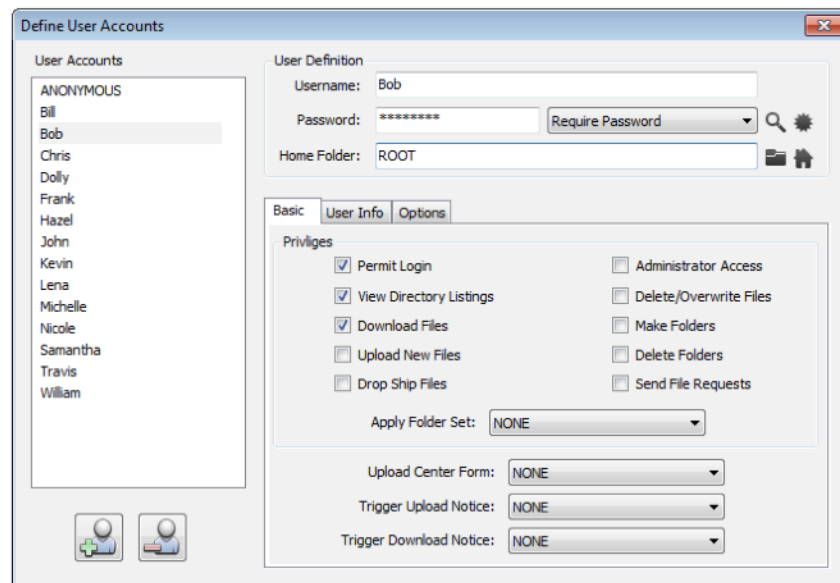 Define User Accounts
User Accounts
ANONYMOUS
Bill
Bob
Chris
Dolly
Frank
Hazel
John
Kevin
Lena
Michelle
Nicole
Samantha
Travis
William
User Definition
Username: Bob
Password: ******** Require Password
Home Folder: ROOT
Basic User Info Options
Privliges
Permit Login Administrator Access
View Directory Listings Delete/Overwrite Files
Download Files Make Folders
Upload New Files Delete Folders
Drop Ship Files Send File Requests
Apply Folder Set: NONE
Upload Center Form: NONE
Trigger Upload Notice: NONE
Trigger Download Notice: NONE